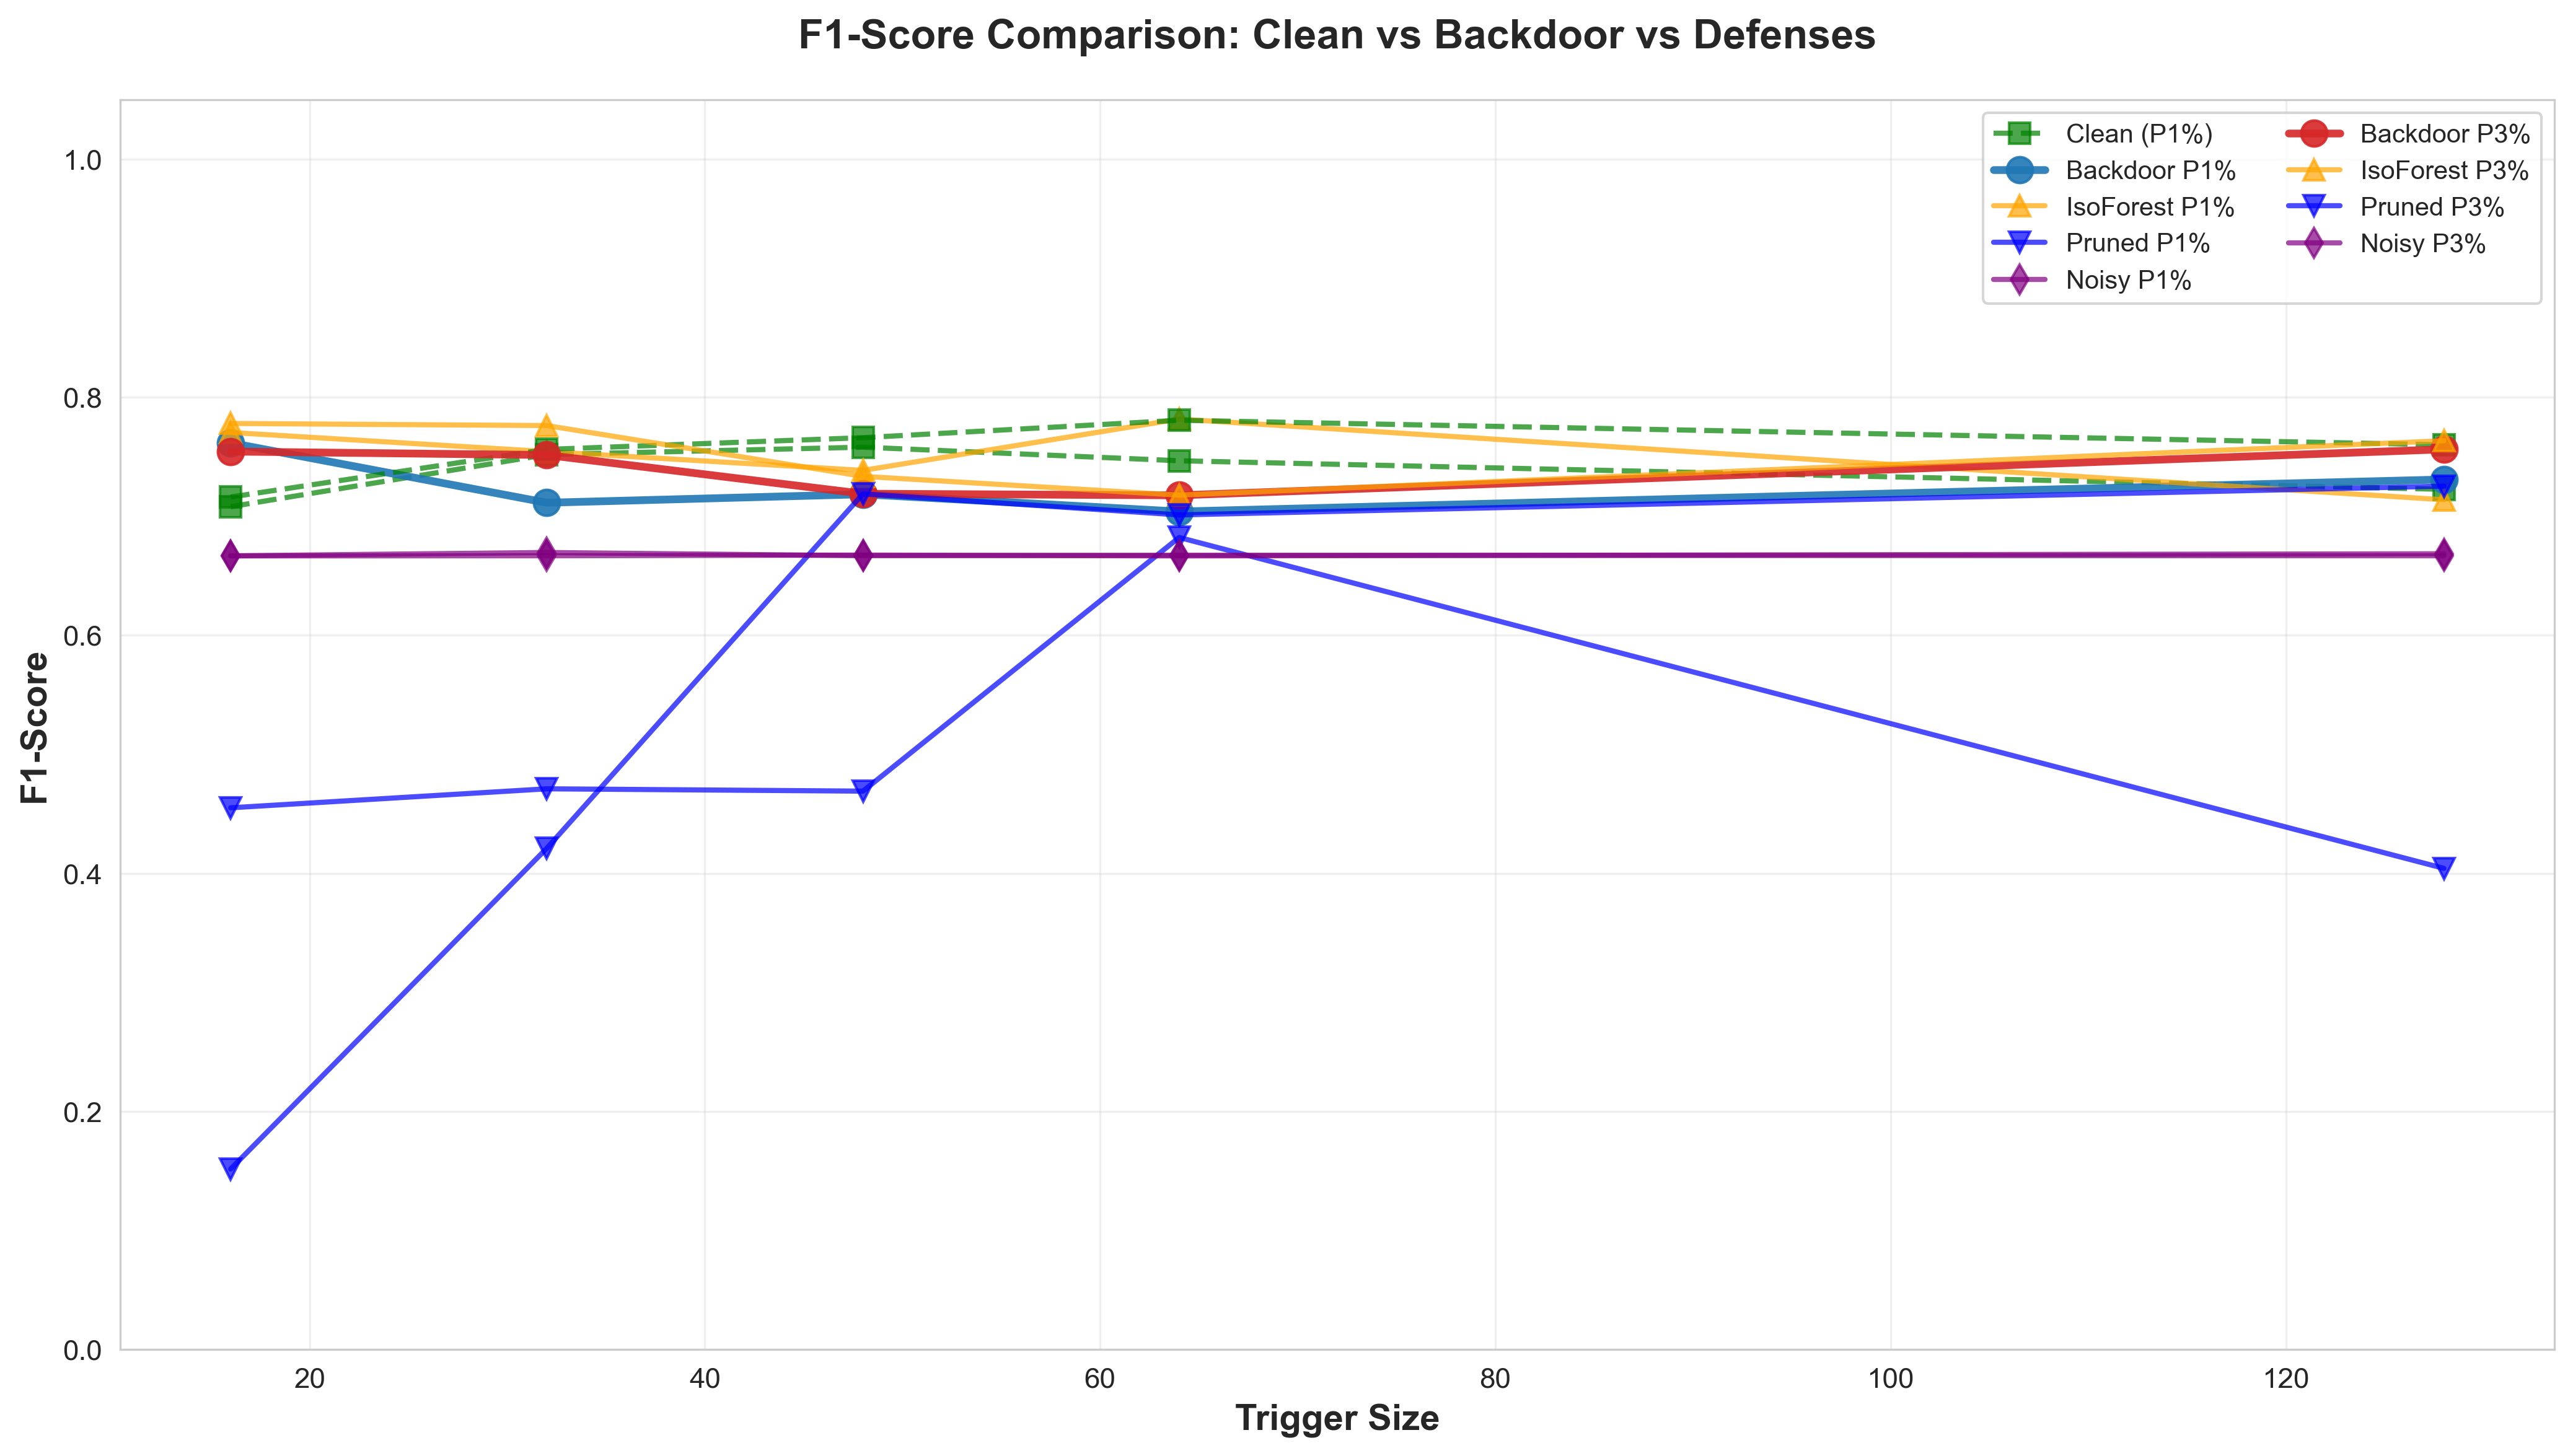 F1-Score Comparison: Clean vs Backdoor vs Defenses
Clean (P1%)
Backdoor P1%
IsoForest P1%
Pruned P1%
Noisy P1%
Backdoor P3%
IsoForest P3%
Pruned P3%
Noisy P3%
F1-Score
1.0
0.8
0.6
0.4
0.2
0.0
20 40 60 80 100 120
Trigger Size